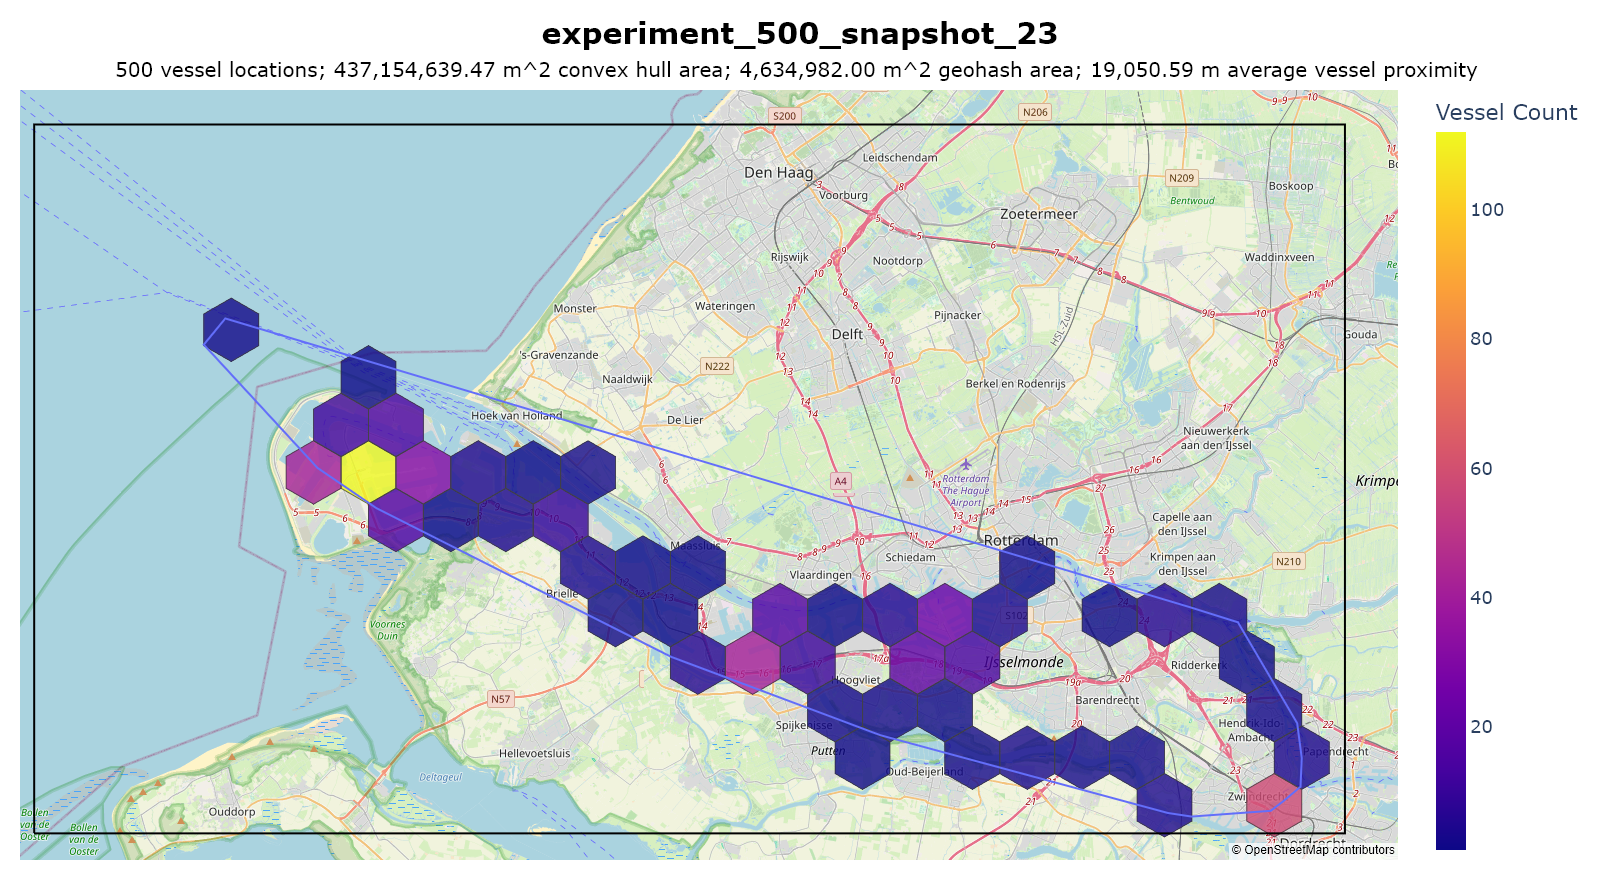 experiment_500_snapshot_23
500 vessel locations; 437,154,639.47 m^2 convex hull area; 4,634,982.00 m^2 geohash area; 19,050.59 m average vessel proximity
Vessel Count
100
80
60
40
20
S200
N206
Den Haag
Leidschendam
Voorburg
N209
Bentwoud
Boskoop
Zoetermeer
Rijswijk
Nootdorp
Waddinxveen
Monster
Wateringen
Pijnacker
Delft
HSL-Zuid
Gouda
's-Gravenzande
N222
Naaldwijk
Berkel en Rodenrijs
Hoek van Holland
De Lier
Nieuwerkerk
aan den IJssel
A4
Rotterdam
The Hague
Airport
Capelle aan
den IJssel
Rotterdam
Maassluis
Schiedam
Krimpen aan
den IJssel
N210
Vlaardingen
Brielle
S102
Voornes
Duin
IJsselmonde
Ridderkerk
Hoogvliet
N57
Barendrecht
Spijkenisse
Hendrik-Ido-
Ambacht
Hellevoetsluis
Putten
Papendrecht
Oud-Beijerland
Deltageul
Zwijndrecht
Ouddorp
Bollen
van de
Ooster
Bollen
van de
Ooster
Dordrecht
© OpenStreetMap contributors